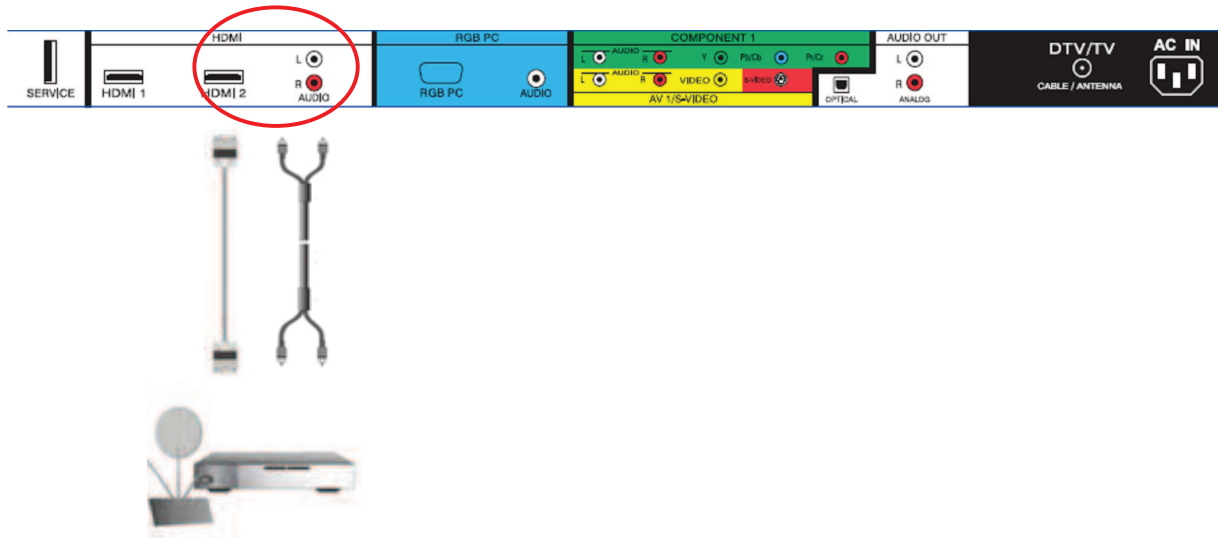 HDMI
RGB PC
COMPONENT 1
AUDIO OUT
DTV/TV
AC IN
L
AUDIO
R
Y
Pb/Cb
Pr/Cr
L
L
L
AUDIO
R
VIDEO
S-VIDEO
SERVICE
HDMI 1
HDMI 2
R
AUDIO
RGB PC
AUDIO
AV 1/S-VIDEO
OPTICAL
R
ANALOG
CABLE / ANTENNA